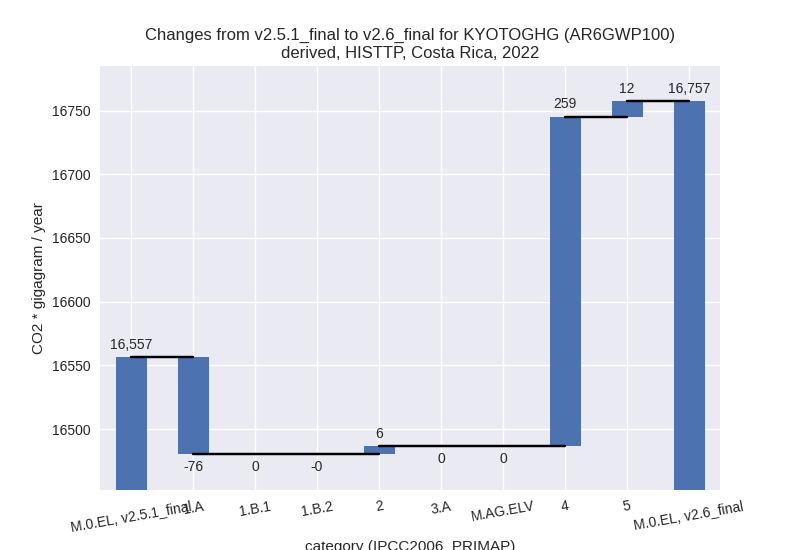 Changes from v2.5.1_final to v2.6_final for KYOTOGHG (AR6GWP100)
derived, HISTTP, Costa Rica, 2022
CO2 * gigagram / year
16750
16700
16650
16600
16550
16500
16,557
-76
0
-0
6
0
0
259
12
16,757
M.0.EL, v2.5.1_final
1.A
1.B.1
1.B.2
2
3.A
M.AG.ELV
4
5
M.0.EL, v2.6_final
category (IPCC2006_PRIMAP)